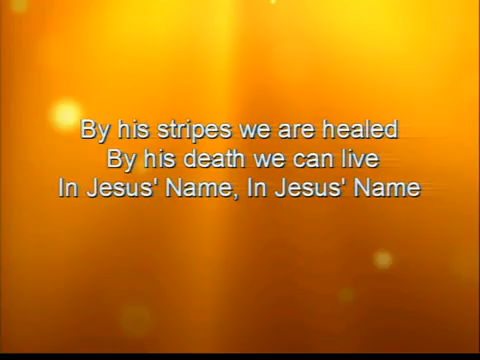 By his stripes we are healed
By his death we can live
In Jesus' Name, In Jesus' Name